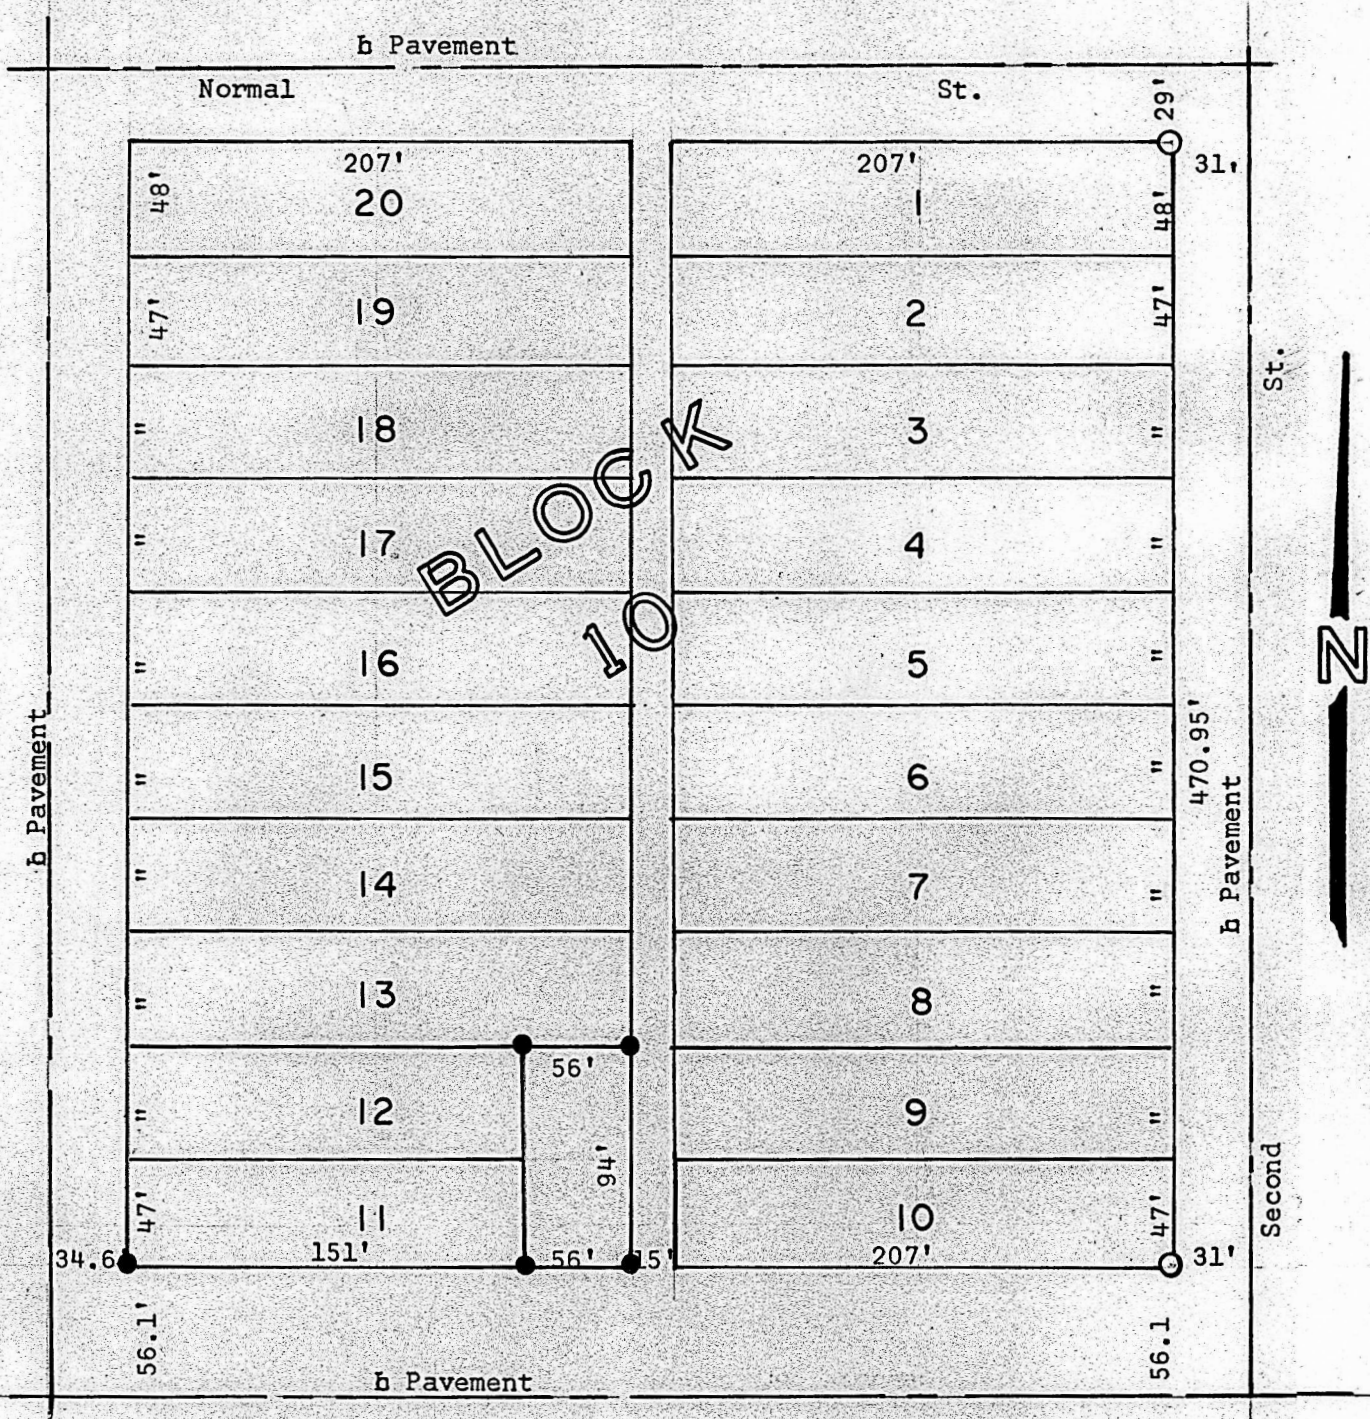 b Pavement
Normal St.
29'
207' 207'
31'
48' 20 1 48'
47' 19 2 47'
St.
" 18 3 "
BLOCK
" 17 4 "
10
N
" 16 5 "
470.95'
b Pavement
" 15 6 "
b Pavement
" 14 7 "
" 13 8 "
56'
" 12 9 "
94'
Second
47' 11 10 47'
34.6' 151' 56' 15' 207' 31'
56.1' 56.1
b Pavement